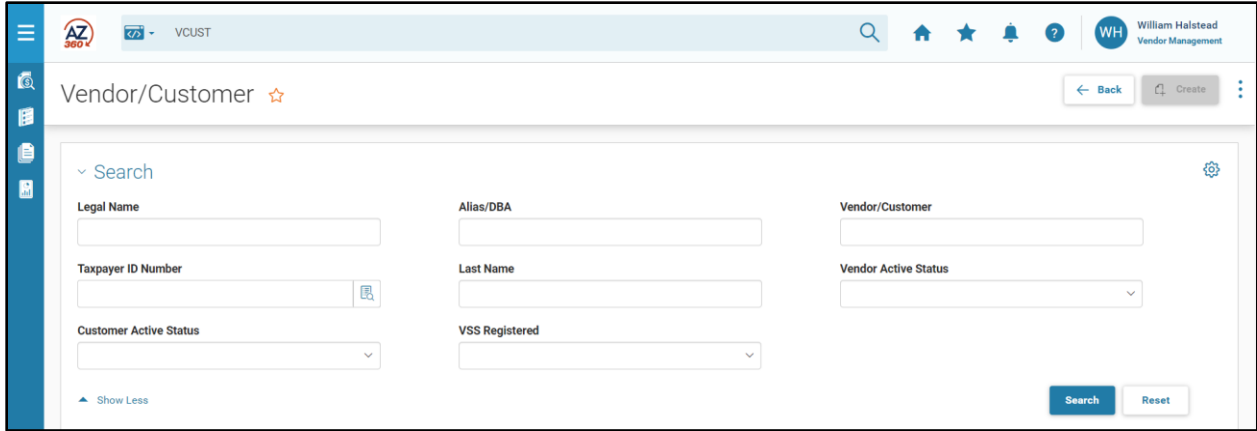 AZ
360
VCUST
?
WH
William Halstead
Vendor Management
Vendor/Customer
Back
Create
Search
Legal Name
Alias/DBA
Vendor/Customer
Taxpayer ID Number
Last Name
Vendor Active Status
Customer Active Status
VSS Registered
Show Less
Search
Reset